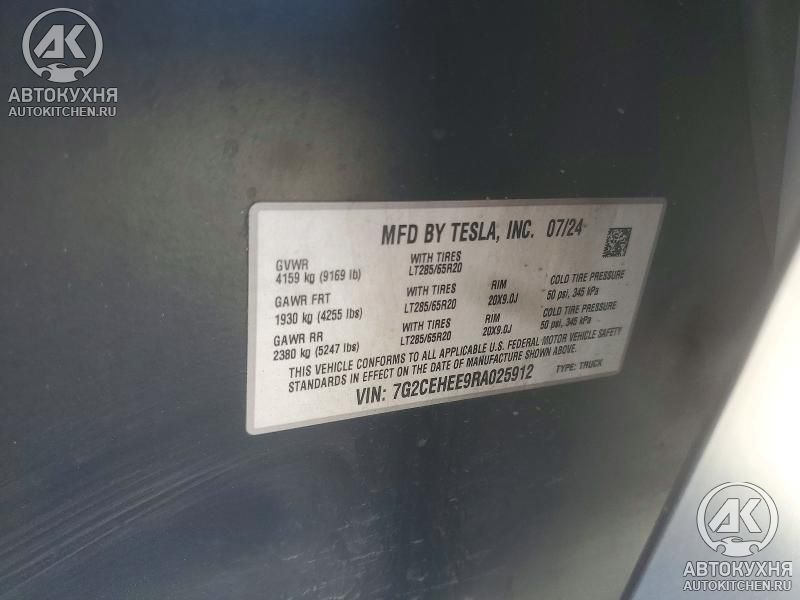 AK
АВТОКУХНЯ
AUTOKITCHEN.RU
MFD BY TESLA, INC. 07/24
GVWR WITH TIRES
4159 kg (9169 lb) LT285/65R20
GAWR FRT WITH TIRES RIM COLD TIRE PRESSURE
1930 kg (4255 lbs) LT285/65R20 20X9.0J 50 psi, 345 kPa
GAWR RR WITH TIRES RIM COLD TIRE PRESSURE
2380 kg (5247 lbs) LT285/65R20 20X9.0J 50 psi, 345 kPa
THIS VEHICLE CONFORMS TO ALL APPLICABLE U.S. FEDERAL MOTOR VEHICLE SAFETY
STANDARDS IN EFFECT ON THE DATE OF MANUFACTURE SHOWN ABOVE.
VIN: 7G2CEHEE9RA025912 TYPE: TRUCK
AK
АВТОКУХНЯ
AUTOKITCHEN.RU